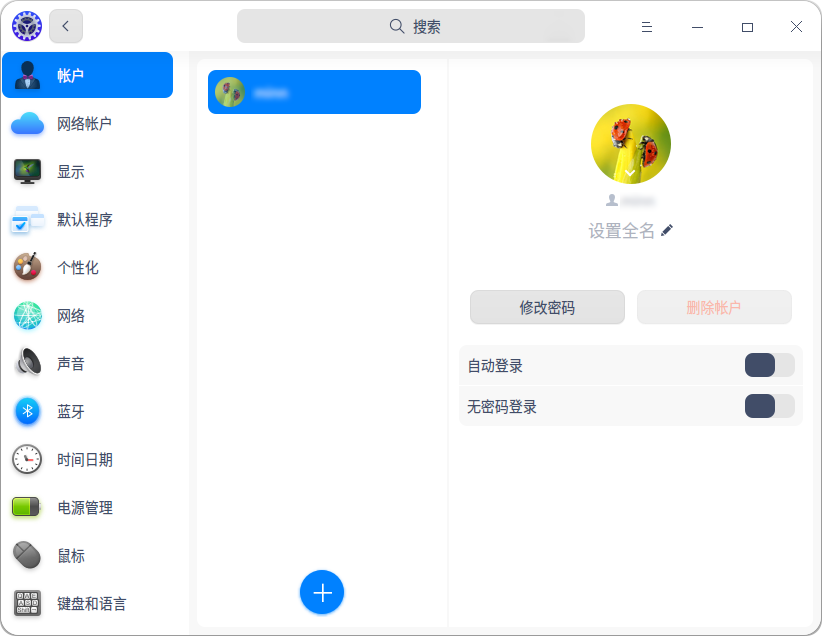 搜索
帐户
网络帐户
显示
默认程序
个性化
网络
声音
蓝牙
时间日期
电源管理
鼠标
键盘和语言
设置全名
修改密码
删除帐户
自动登录
无密码登录